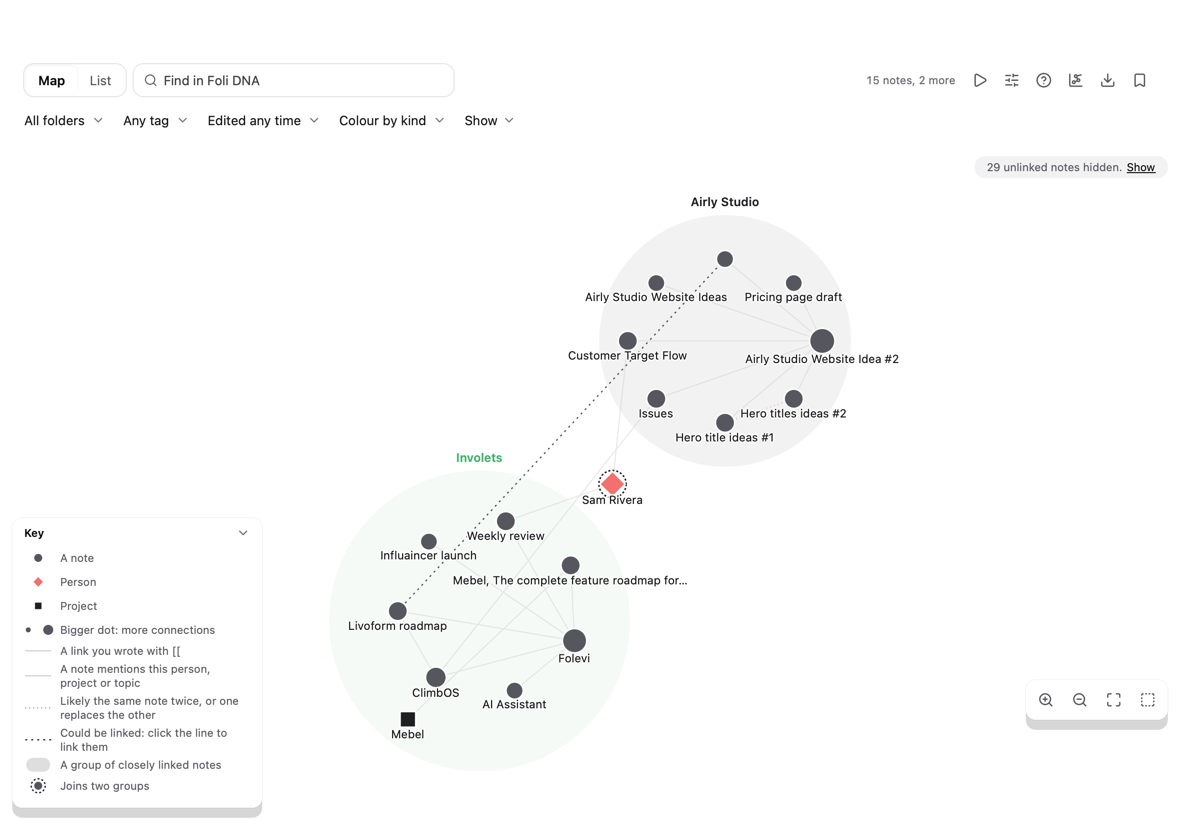 Map
List
Find in Foli DNA
15 notes, 2 more
All folders
Any tag
Edited any time
Colour by kind
Show
29 unlinked notes hidden. Show
Airly Studio
Airly Studio Website Ideas
Pricing page draft
Customer Target Flow
Airly Studio Website Idea #2
Issues
Hero titles ideas #2
Hero title ideas #1
Involets
Sam Rivera
Weekly review
Influaincer launch
Mebel, The complete feature roadmap for...
Livoform roadmap
Folevi
ClimbOS
AI Assistant
Mebel
Key
A note
Person
Project
Bigger dot: more connections
A link you wrote with [[
A note mentions this person,
project or topic
Likely the same note twice, or one
replaces the other
Could be linked: click the line to
link them
A group of closely linked notes
Joins two groups